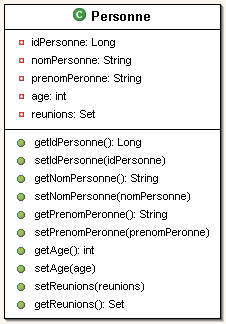 C Personne
idPersonne: Long
nomPersonne: String
prenomPeronne: String
age: int
reunions: Set
getIdPersonne(): Long
setIdPersonne(idPersonne)
getNomPersonne(): String
setNomPersonne(nomPersonne)
getPrenomPeronne(): String
setPrenomPeronne(prenomPeronne)
getAge(): int
setAge(age)
setReunions(reunions)
getReunions(): Set